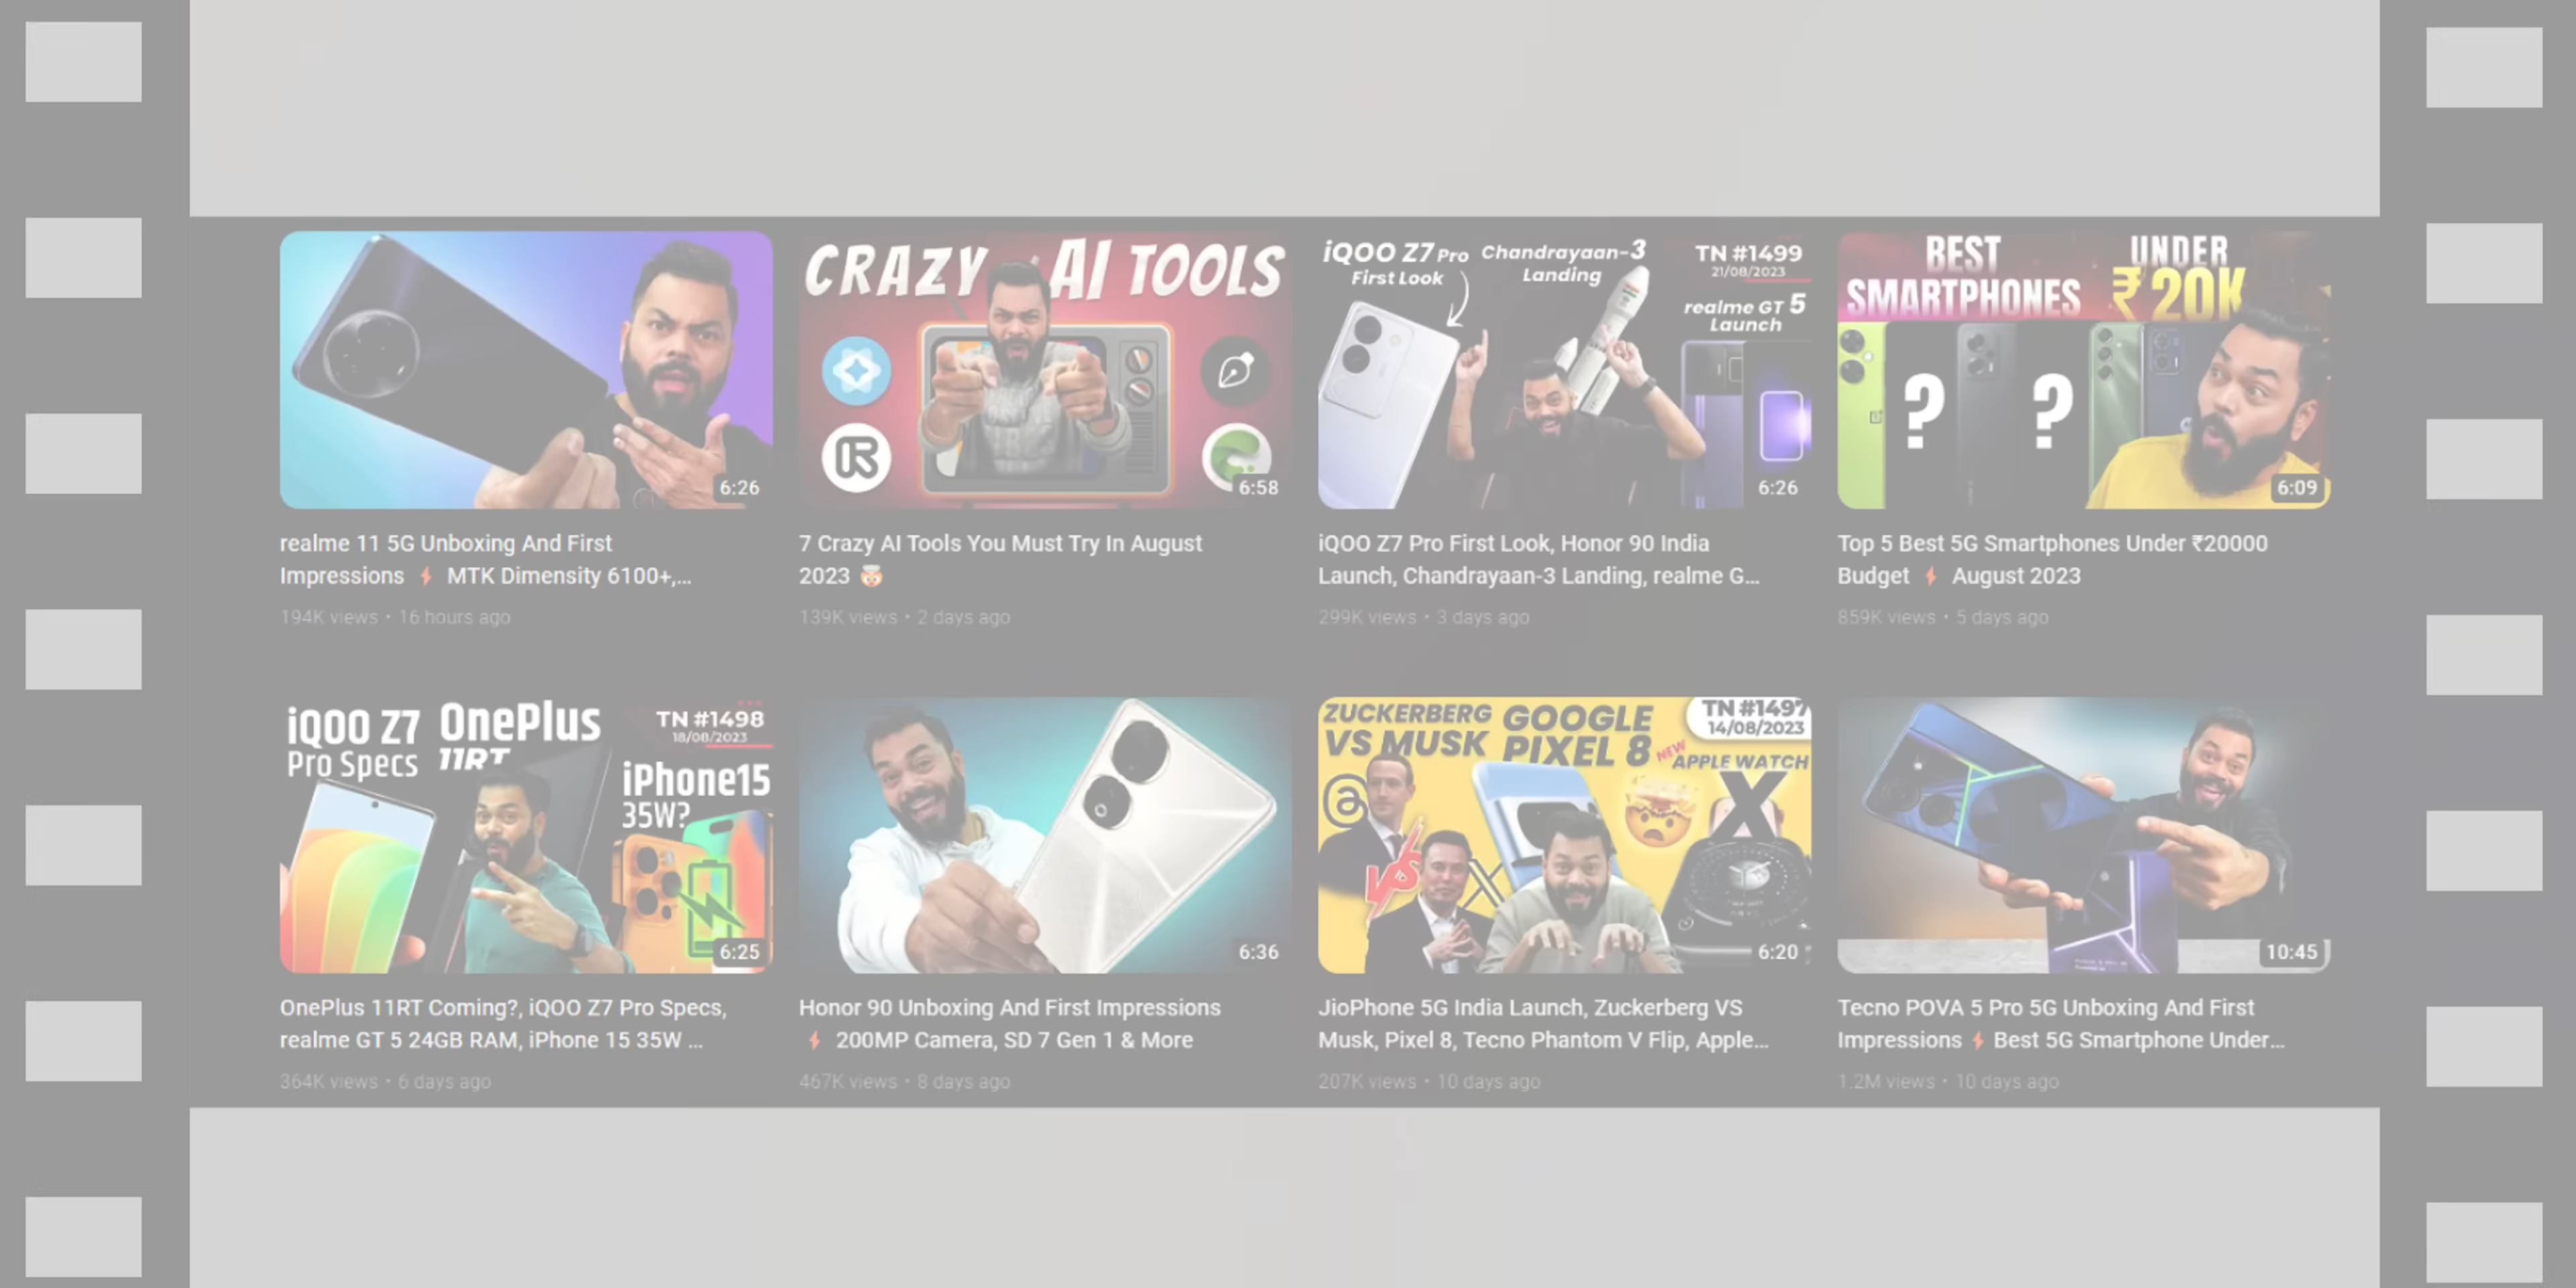 CRAZY AI TOOLS
iQOO Z7 Pro
First Look
Chandrayaan-3
Landing
TN #1499
21/08/2023
realme GT 5
Launch
BEST
SMARTPHONES
UNDER
₹20K
? ?
6:26
6:58
6:26
6:09
realme 11 5G Unboxing And First
Impressions ⚡ MTK Dimensity 6100+,...
194K views • 16 hours ago
7 Crazy AI Tools You Must Try In August
2023 🤯
139K views • 2 days ago
iQOO Z7 Pro First Look, Honor 90 India
Launch, Chandrayaan-3 Landing, realme G...
299K views • 3 days ago
Top 5 Best 5G Smartphones Under ₹20000
Budget ⚡ August 2023
859K views • 5 days ago
iQOO Z7
Pro Specs
OnePlus
11RT
TN #1498
18/08/2023
iPhone15
35W?
ZUCKERBERG
VS MUSK
GOOGLE
PIXEL 8
TN #1497
14/08/2023
NEW
APPLE WATCH
X
VS
6:25
6:36
6:20
10:45
OnePlus 11RT Coming?, iQOO Z7 Pro Specs,
realme GT 5 24GB RAM, iPhone 15 35W ...
364K views • 6 days ago
Honor 90 Unboxing And First Impressions
⚡ 200MP Camera, SD 7 Gen 1 & More
467K views • 8 days ago
JioPhone 5G India Launch, Zuckerberg VS
Musk, Pixel 8, Tecno Phantom V Flip, Apple...
207K views • 10 days ago
Tecno POVA 5 Pro 5G Unboxing And First
Impressions ⚡ Best 5G Smartphone Under...
1.2M views • 10 days ago